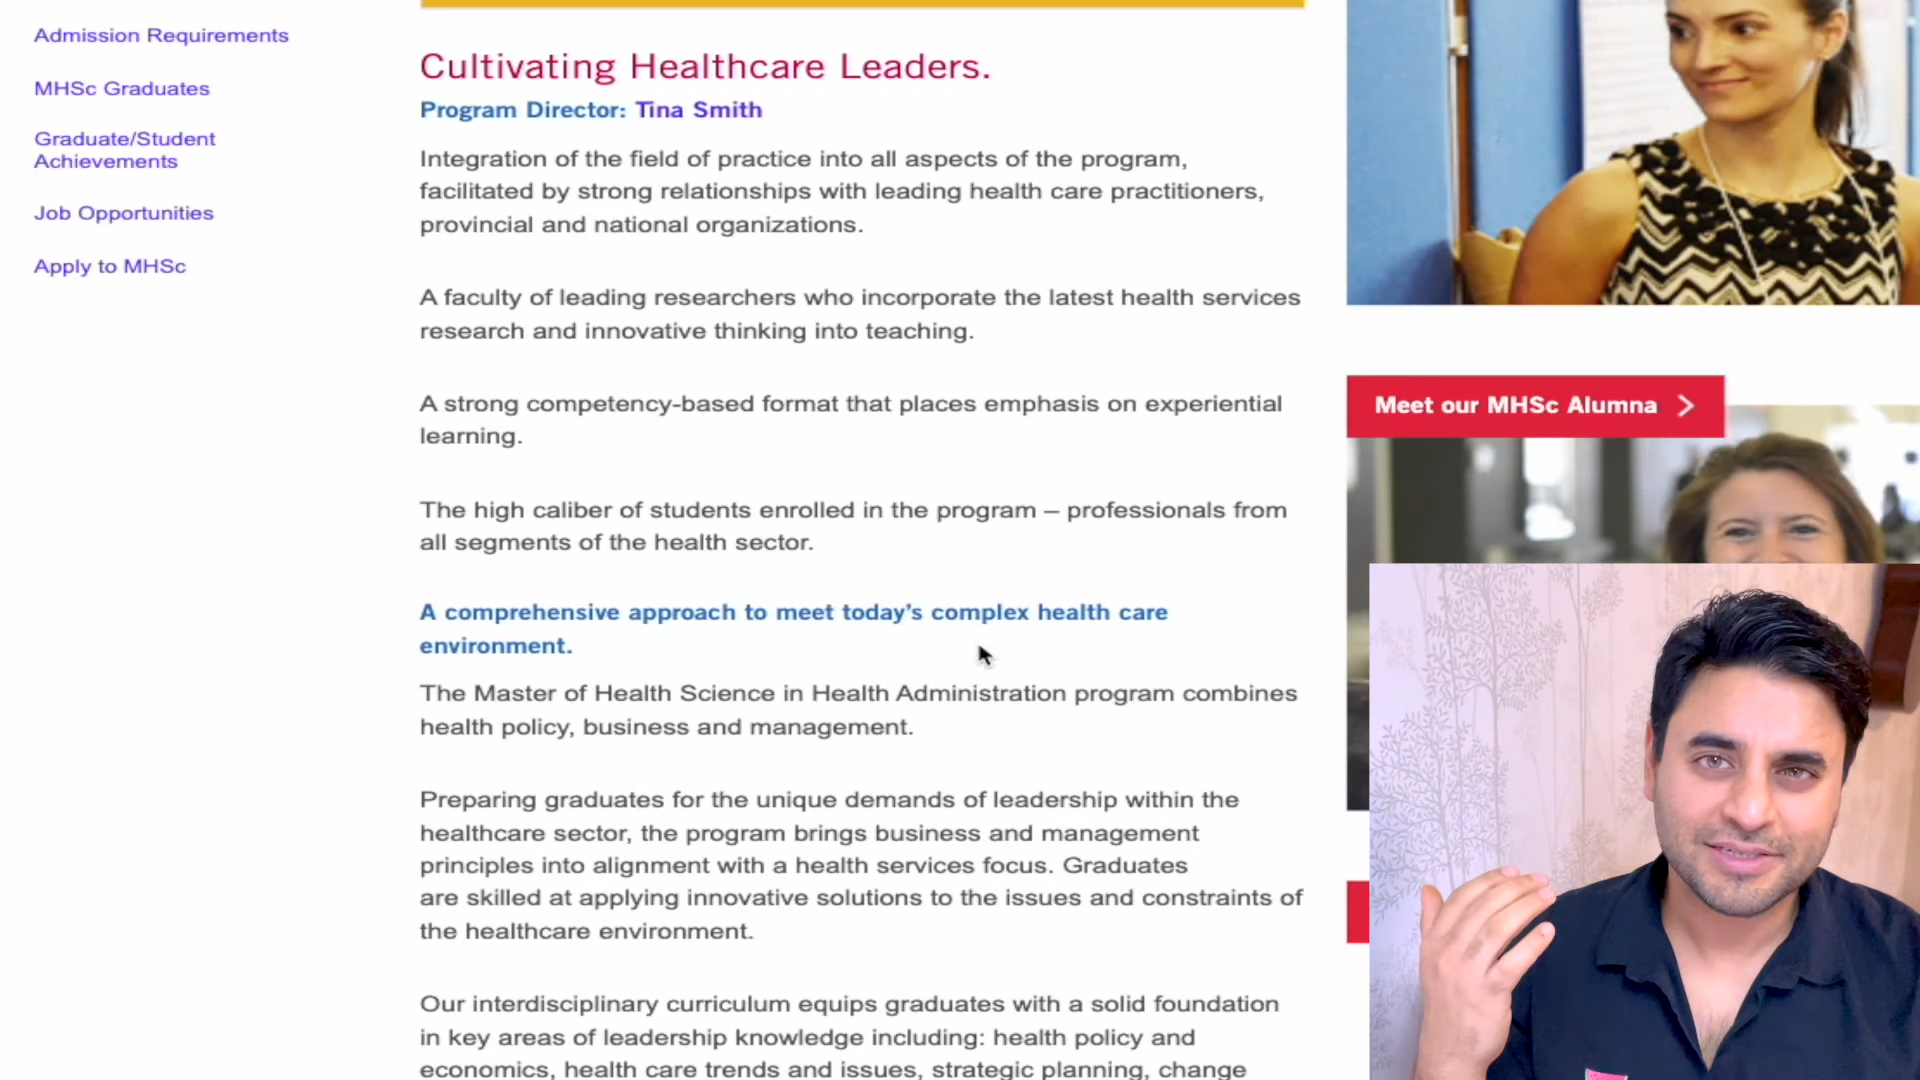 Admission Requirements
MHSc Graduates
Graduate/Student
Achievements
Job Opportunities
Apply to MHSc
Cultivating Healthcare Leaders.
Program Director: Tina Smith
Integration of the field of practice into all aspects of the program,
facilitated by strong relationships with leading health care practitioners,
provincial and national organizations.
A faculty of leading researchers who incorporate the latest health services
research and innovative thinking into teaching.
A strong competency-based format that places emphasis on experiential
learning.
The high caliber of students enrolled in the program – professionals from
all segments of the health sector.
A comprehensive approach to meet today’s complex health care
environment.
The Master of Health Science in Health Administration program combines
health policy, business and management.
Preparing graduates for the unique demands of leadership within the
healthcare sector, the program brings business and management
principles into alignment with a health services focus. Graduates
are skilled at applying innovative solutions to the issues and constraints of
the healthcare environment.
Our interdisciplinary curriculum equips graduates with a solid foundation
in key areas of leadership knowledge including: health policy and
economics, health care trends and issues, strategic planning, change
Meet our MHSc Alumna